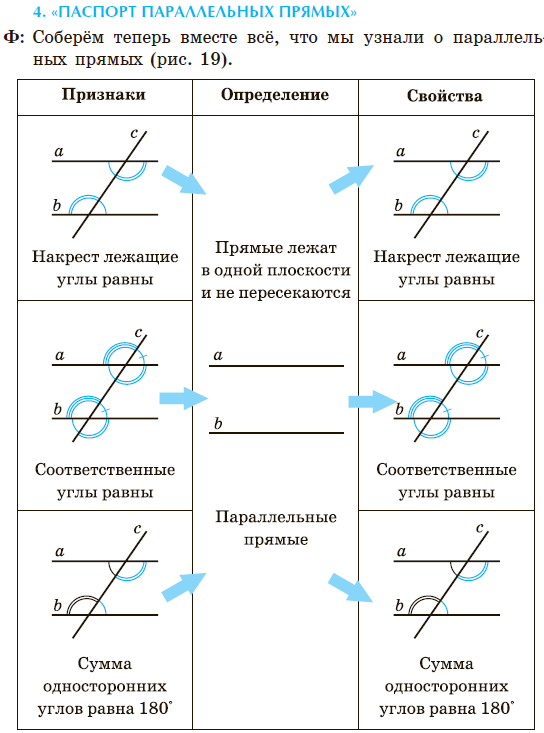 4. «ПАСПОРТ ПАРАЛЛЕЛЬНЫХ ПРЯМЫХ»
Ф: Соберём теперь вместе всё, что мы узнали о параллель-
ных прямых (рис. 19).
Признаки
Определение
Свойства
c
a
b
Накрест лежащие
углы равны
c
a
b
Соответственные
углы равны
c
a
b
Сумма
односторонних
углов равна 180°
Прямые лежат
в одной плоскости
и не пересекаются
a
b
Параллельные
прямые
c
a
b
Накрест лежащие
углы равны
c
a
b
Соответственные
углы равны
c
a
b
Сумма
односторонних
углов равна 180°